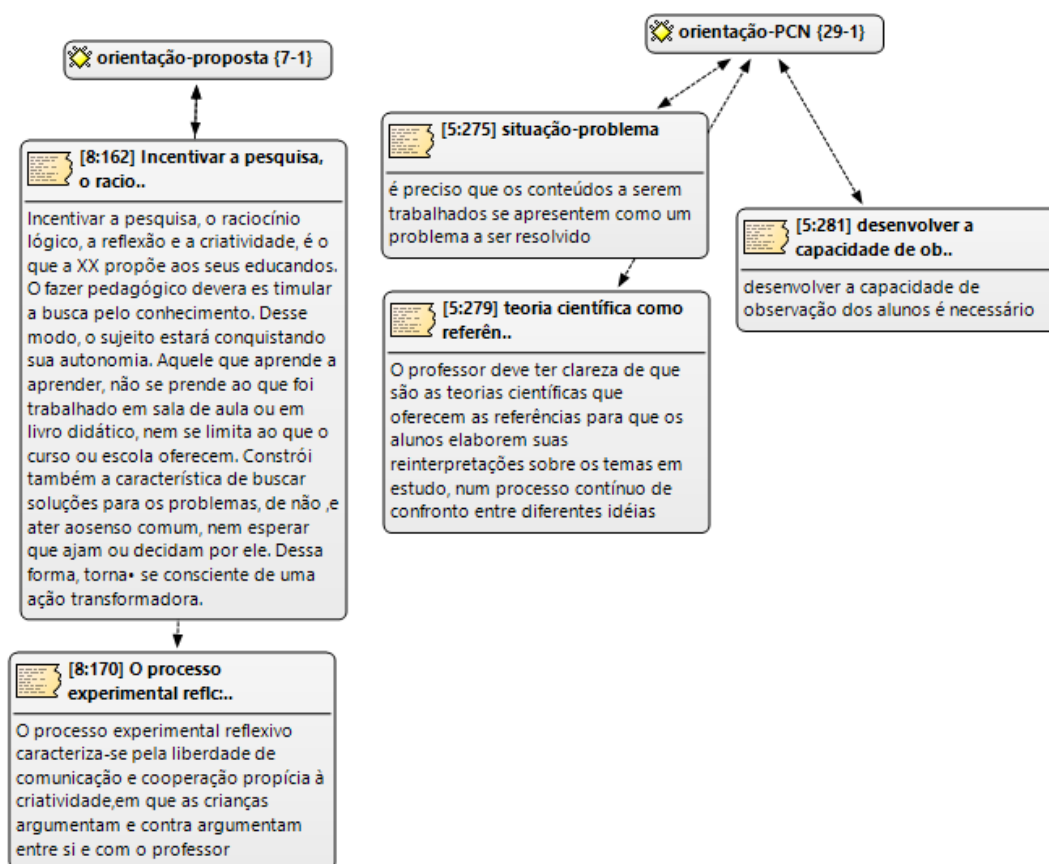 orientação-proposta {7-1}
[8:162] Incentivar a pesquisa,
o racio..
Incentivar a pesquisa, o raciocínio
lógico, a reflexão e a criatividade, é o
que a XX propõe aos seus educandos.
O fazer pedagógico devera es timular
a busca pelo conhecimento. Desse
modo, o sujeito estará conquistando
sua autonomia. Aquele que aprende a
aprender, não se prende ao que foi
trabalhado em sala de aula ou em
livro didático, nem se limita ao que o
curso ou escola oferecem. Constrói
também a característica de buscar
soluções para os problemas, de não ,e
ater aosenso comum, nem esperar
que ajam ou decidam por ele. Dessa
forma, torna• se consciente de uma
ação transformadora.
[8:170] O processo
experimental reflc:..
O processo experimental reflexivo
caracteriza-se pela liberdade de
comunicação e cooperação propícia à
criatividade,em que as crianças
argumentam e contra argumentam
entre si e com o professor
orientação-PCN {29-1}
[5:275] situação-problema
é preciso que os conteúdos a serem
trabalhados se apresentem como um
problema a ser resolvido
[5:279] teoria científica como
referên..
O professor deve ter clareza de que
são as teorias científicas que
oferecem as referências para que os
alunos elaborem suas
reinterpretações sobre os temas em
estudo, num processo contínuo de
confronto entre diferentes idéias
[5:281] desenvolver a
capacidade de ob..
desenvolver a capacidade de
observação dos alunos é necessário